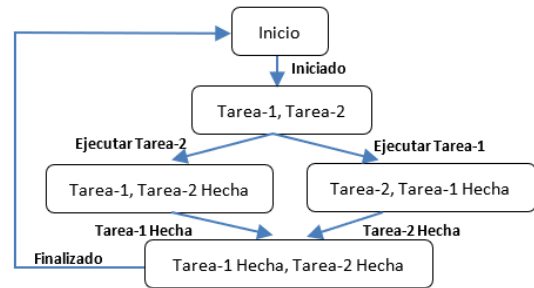 Inicio
Iniciado
Tarea-1, Tarea-2
Ejecutar Tarea-2
Ejecutar Tarea-1
Tarea-1, Tarea-2 Hecha
Tarea-2, Tarea-1 Hecha
Tarea-1 Hecha
Tarea-2 Hecha
Finalizado
Tarea-1 Hecha, Tarea-2 Hecha